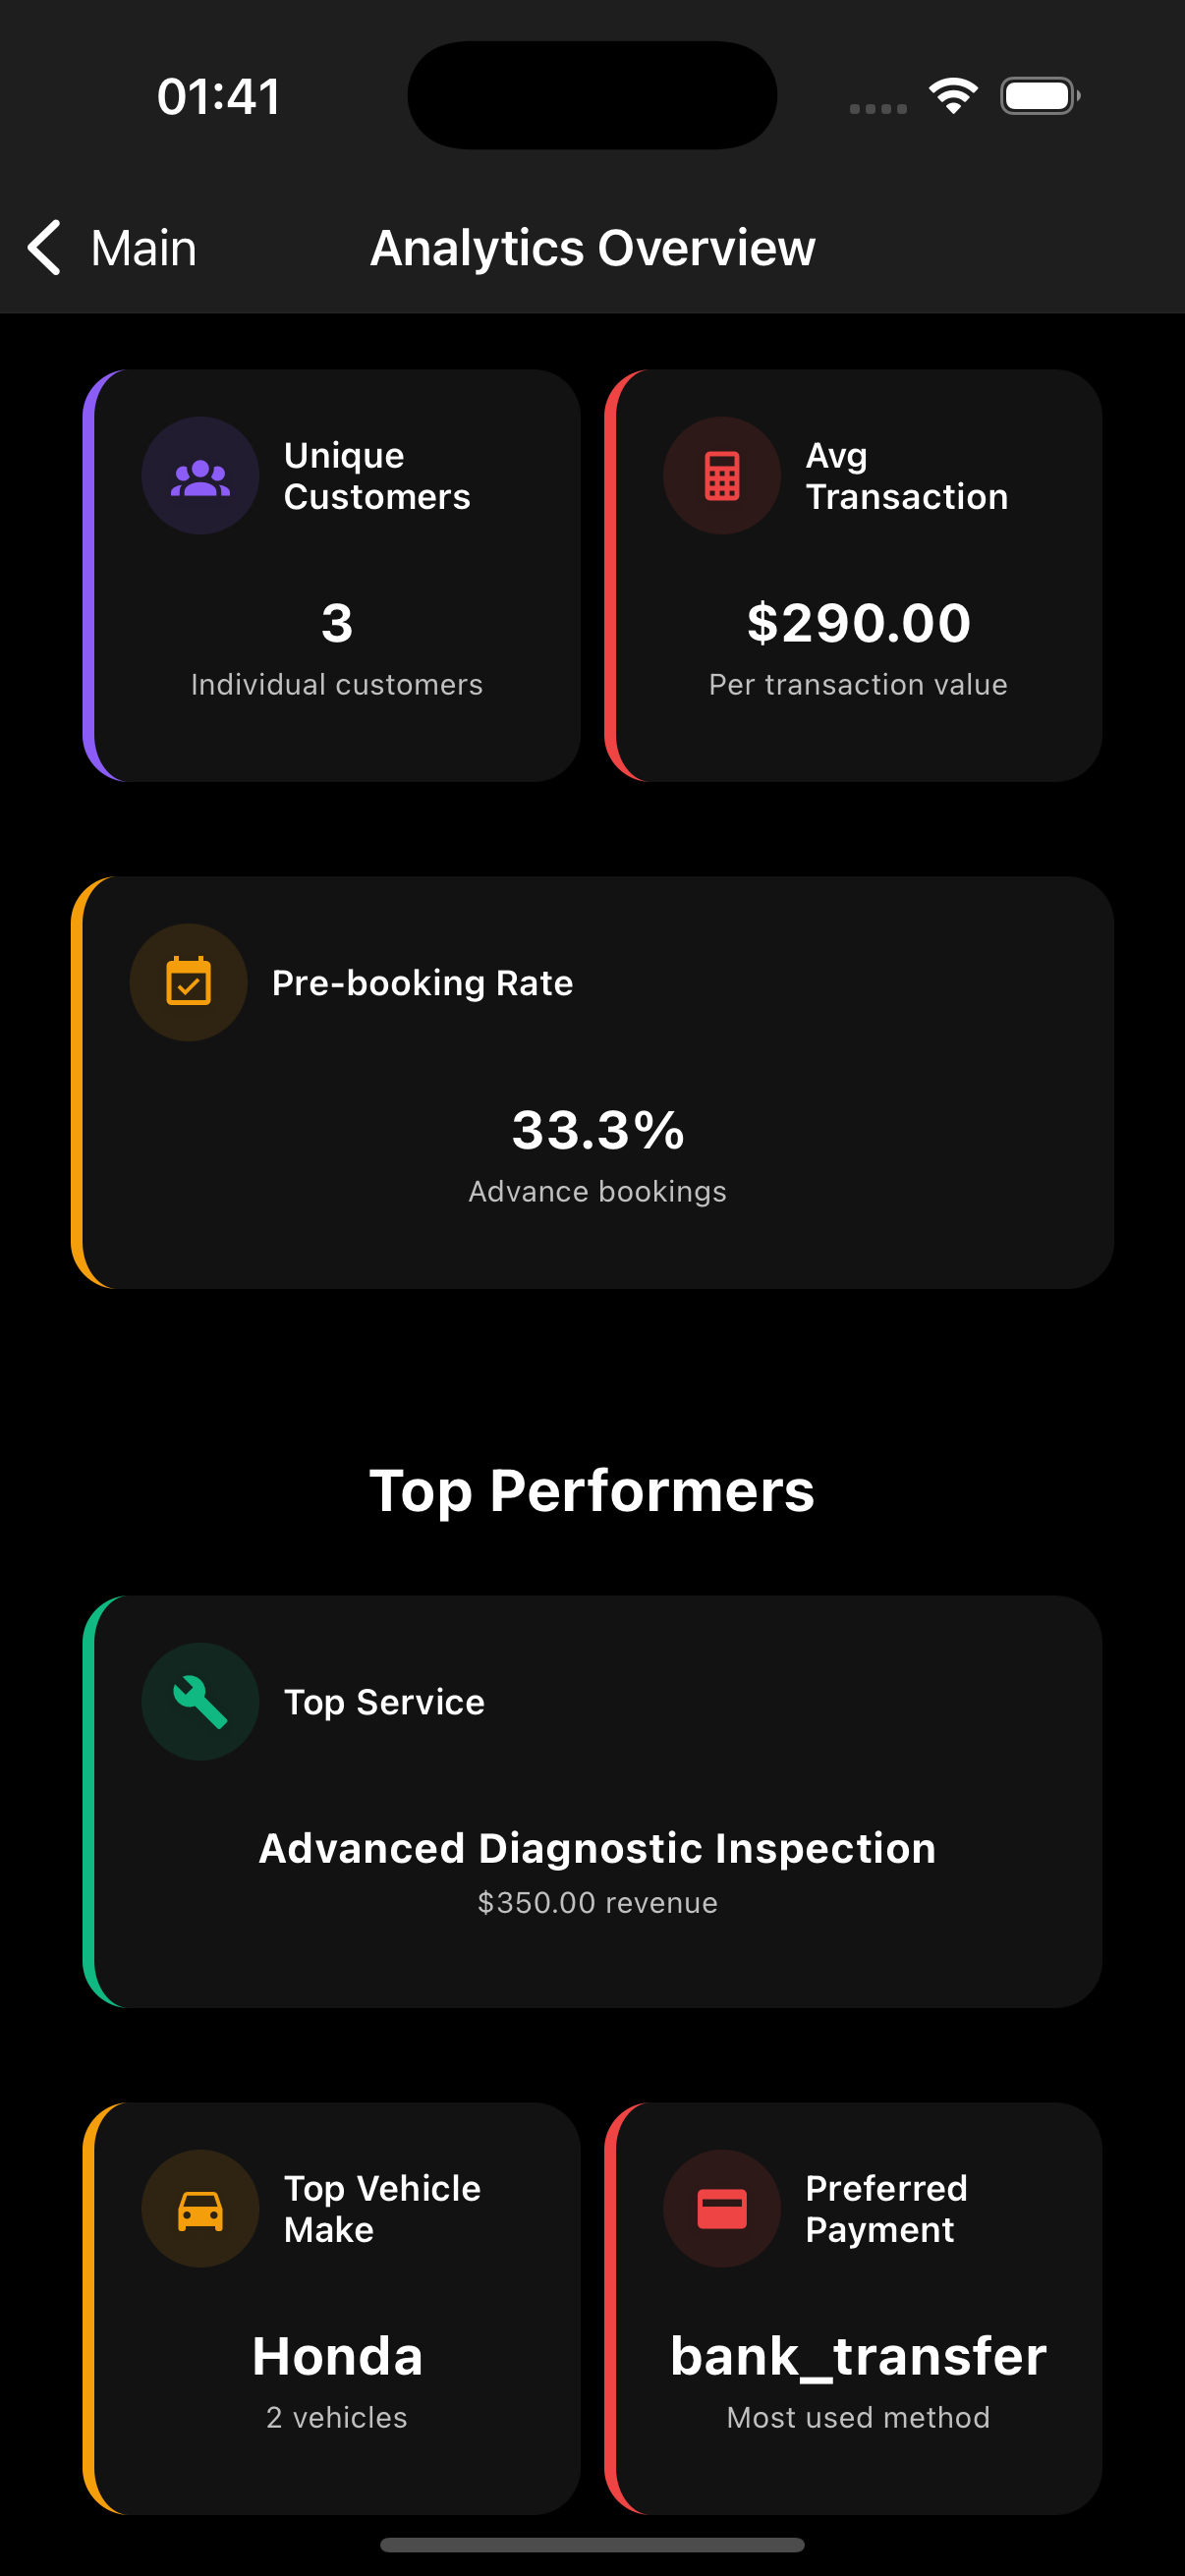 01:41
Main
Analytics Overview
Unique
Customers
3
Individual customers
Avg
Transaction
$290.00
Per transaction value
Pre-booking Rate
33.3%
Advance bookings
Top Performers
Top Service
Advanced Diagnostic Inspection
$350.00 revenue
Top Vehicle
Make
Honda
2 vehicles
Preferred
Payment
bank_transfer
Most used method